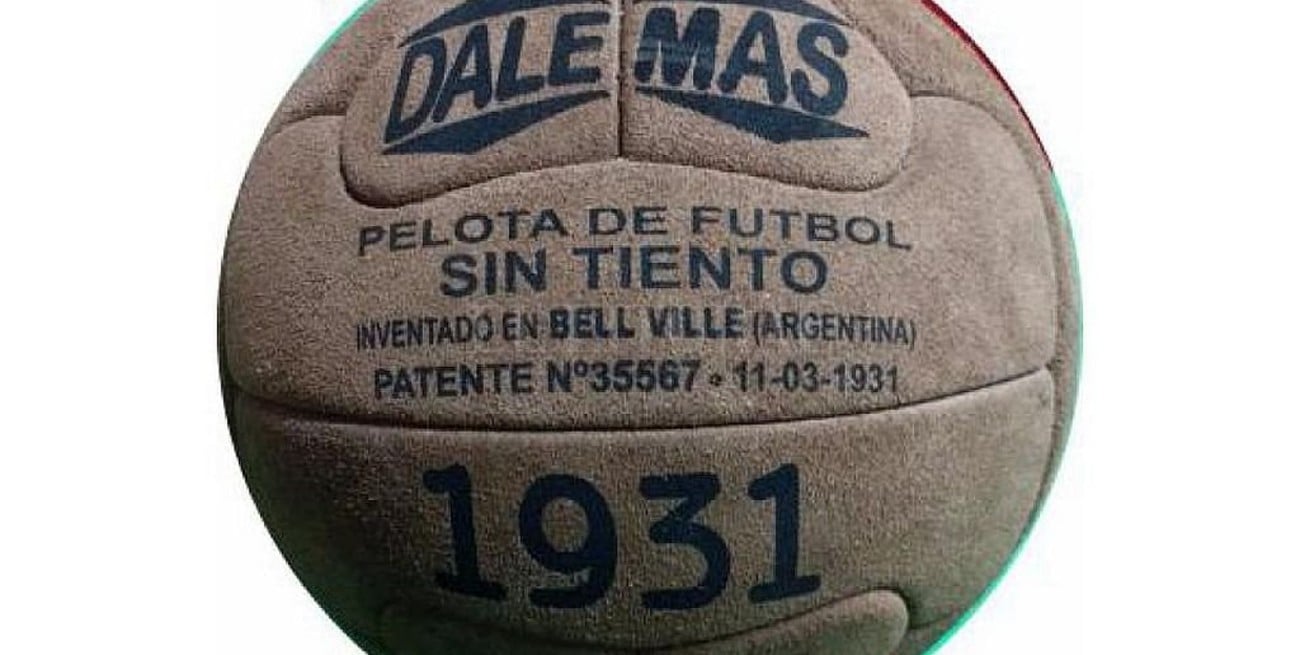 DALE MAS
PELOTA DE FUTBOL
SIN TIENTO
INVENTADO EN BELL VILLE (ARGENTINA)
PATENTE Nº35567 • 11-03-1931
1931